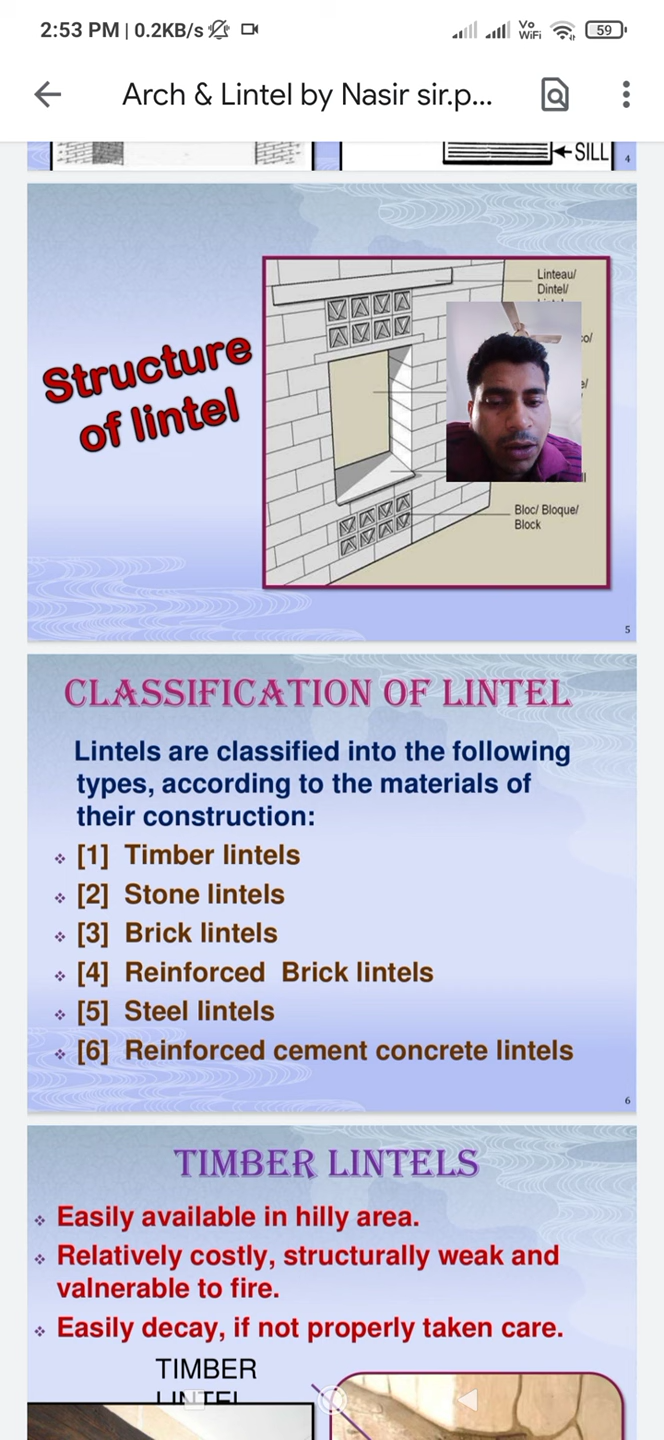 2:53 PM | 0.2KB/s
Vo
WiFi
59
Arch & Lintel by Nasir sir.p...
SILL
4
Structure
of lintel
Linteau/
Dintel/
Bloc/ Bloque/
Block
5
CLASSIFICATION OF LINTEL
Lintels are classified into the following
types, according to the materials of
their construction:
[1] Timber lintels
[2] Stone lintels
[3] Brick lintels
[4] Reinforced Brick lintels
[5] Steel lintels
[6] Reinforced cement concrete lintels
6
TIMBER LINTELS
Easily available in hilly area.
Relatively costly, structurally weak and
valnerable to fire.
Easily decay, if not properly taken care.
TIMBER
LINTEL